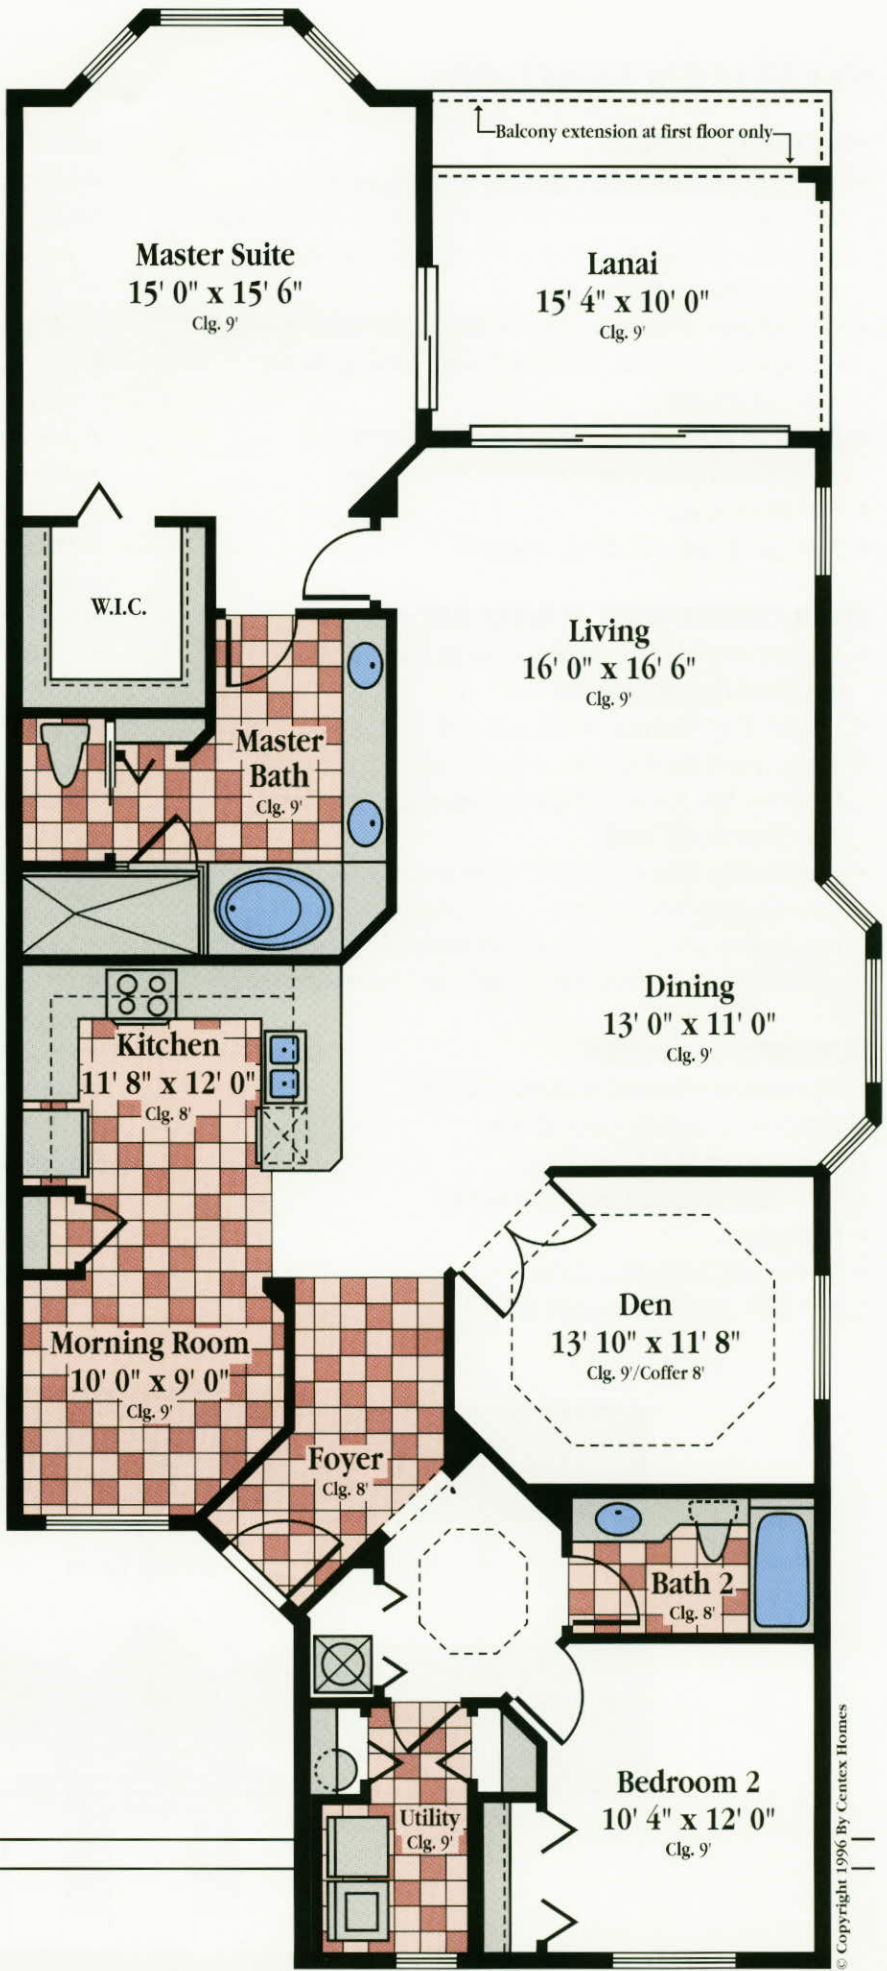 Balcony extension at first floor only
Master Suite
15' 0" x 15' 6"
Clg. 9'
Lanai
15' 4" x 10' 0"
Clg. 9'
W.I.C.
Living
16' 0" x 16' 6"
Clg. 9'
Master
Bath
Clg. 9'
Dining
13' 0" x 11' 0"
Clg. 9'
Kitchen
11' 8" x 12' 0"
Clg. 8'
Den
13' 10" x 11' 8"
Clg. 9'/Coffer 8'
Morning Room
10' 0" x 9' 0"
Clg. 9'
Foyer
Clg. 8'
Bath 2
Clg. 8'
Bedroom 2
10' 4" x 12' 0"
Clg. 9'
Utility
Clg. 9'
© Copyright 1996 By Centex Homes